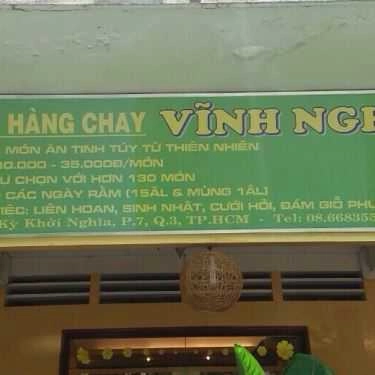 HÀNG CHAY VĨNH NGH
MÓN ĂN TINH TÚY TỪ THIÊN NHIÊN
0.000 - 35.000Đ/MÓN
CHỌN VỚI HƠN 130 MÓN
CÁC NGÀY RẰM (15ÂL & MÙNG 1ÂL)
IỆC: LIÊN HOAN, SINH NHẬT, CƯỚI HỎI, ĐÁM GIỖ PHỤ
Kỳ Khởi Nghĩa, P.7, Q.3, TP.HCM - Tel: 08.668355